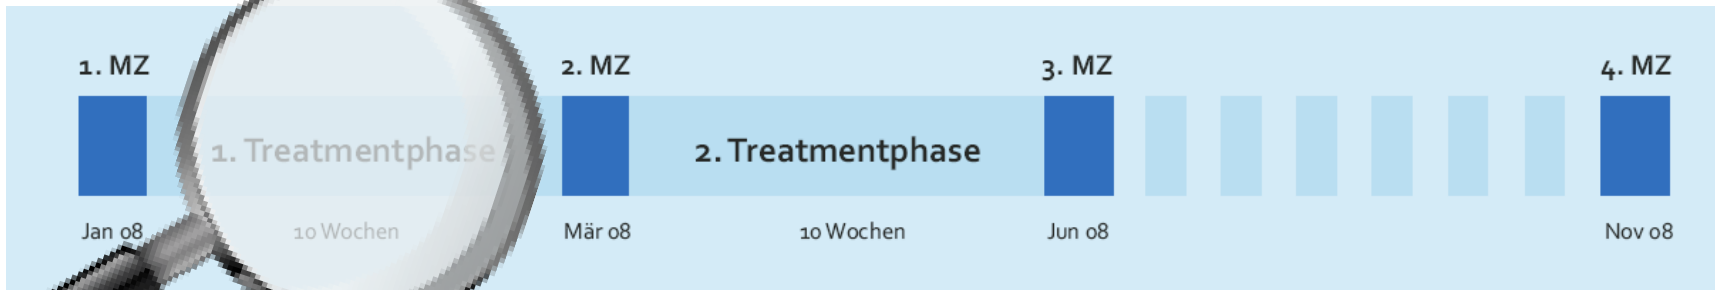 1. MZ
2. MZ
3. MZ
4. MZ
1. Treatmentphase
2. Treatmentphase
Jan 08
10 Wochen
Mär 08
10 Wochen
Jun 08
Nov 08